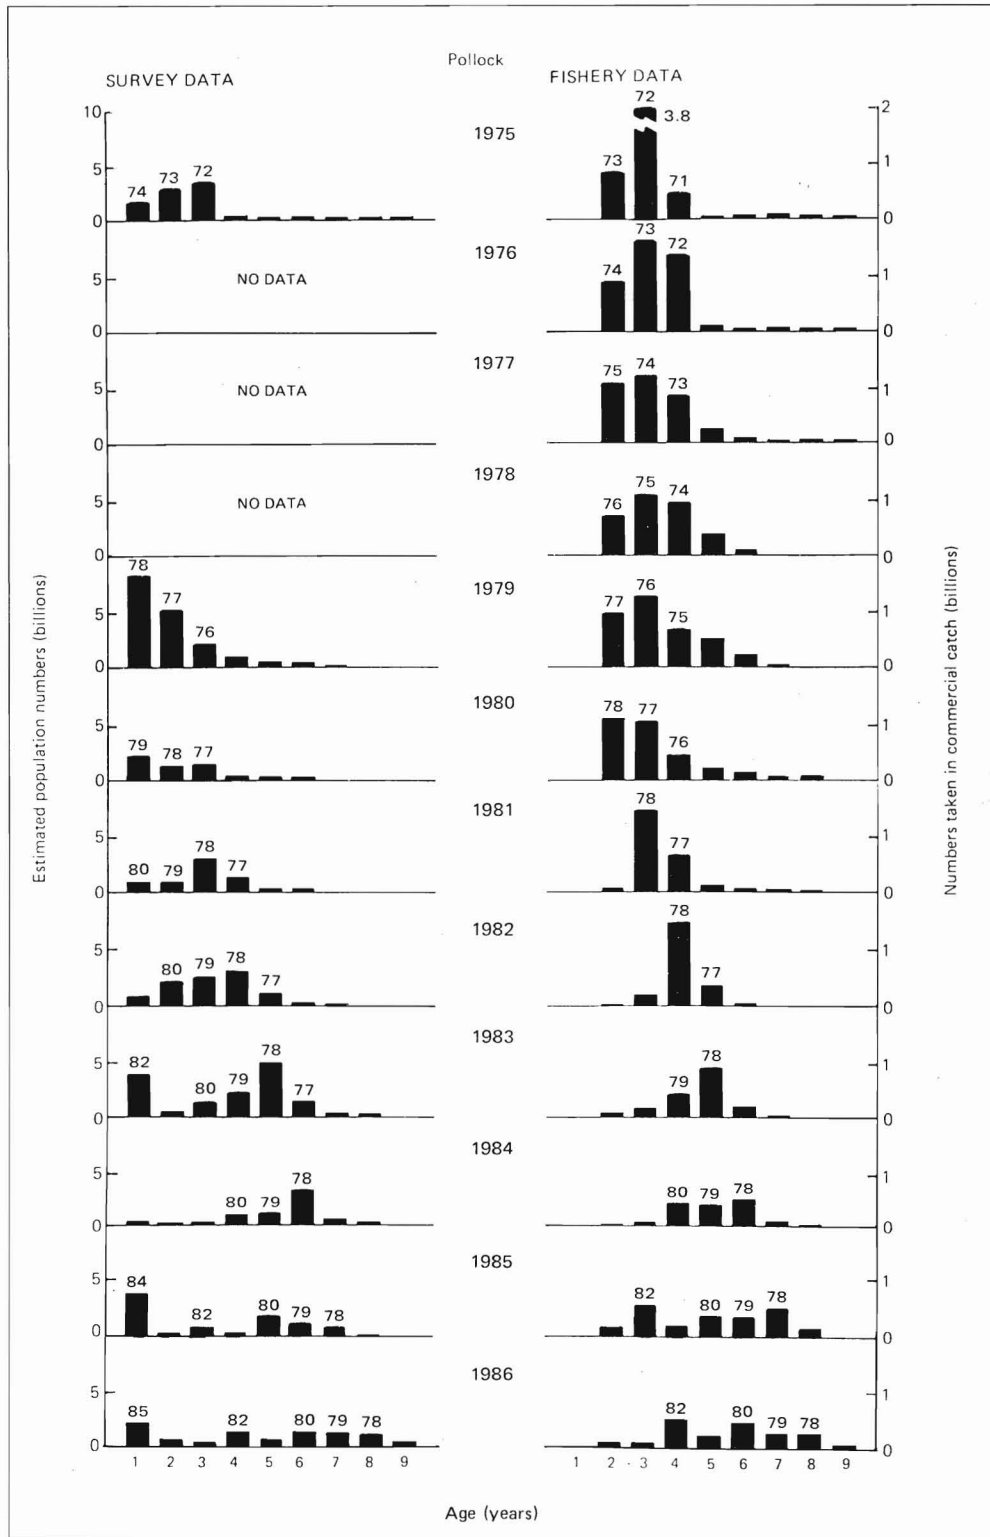 Pollock
SURVEY DATA
FISHERY DATA
Estimated population numbers (billions)
Numbers taken in commercial catch (billions)
1975
10
5
0
74 73 72
73 72 3.8 71
2
1
0
1976
5
0
NO DATA
74 73 72
1
0
1977
5
0
NO DATA
75 74 73
1
0
1978
5
0
NO DATA
76 75 74
1
0
1979
5
0
78 77 76
77 76 75
1
0
1980
5
0
79 78 77
78 77 76
1
0
1981
5
0
80 79 78 77
78 77
1
0
1982
5
0
80 79 78 77
78 77
1
0
1983
5
0
82 80 79 78 77
79 78
1
0
1984
5
0
80 79 78
80 79 78
1
0
1985
5
0
84 82 80 79 78
82 80 79 78
1
0
1986
5
0
85 82 80 79 78
82 80 79 78
1
0
1 2 3 4 5 6 7 8 9
1 2 3 4 5 6 7 8 9
Age (years)